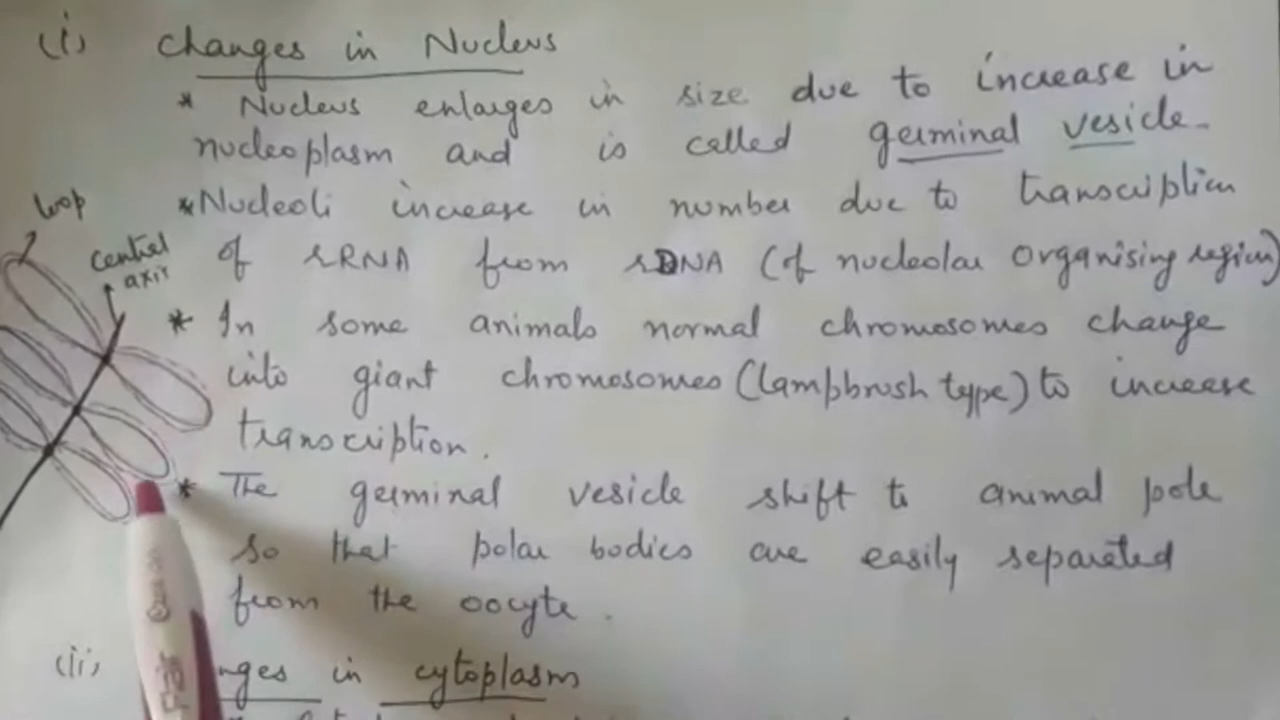 (i) Changes in Nucleus
* Nucleus enlarges in size due to increase in
nucleoplasm and is called germinal vesicle.
* Nucleoli increase in number due to transcription
of rRNA from rDNA (of nucleolar organising region)
* In some animals normal chromosomes change
into giant chromosomes (lampbrush type) to increase
transcription.
* The germinal vesicle shift to animal pole
so that polar bodies are easily separated
from the oocyte.
(ii) nges in cytoplasm
loop
central
axis